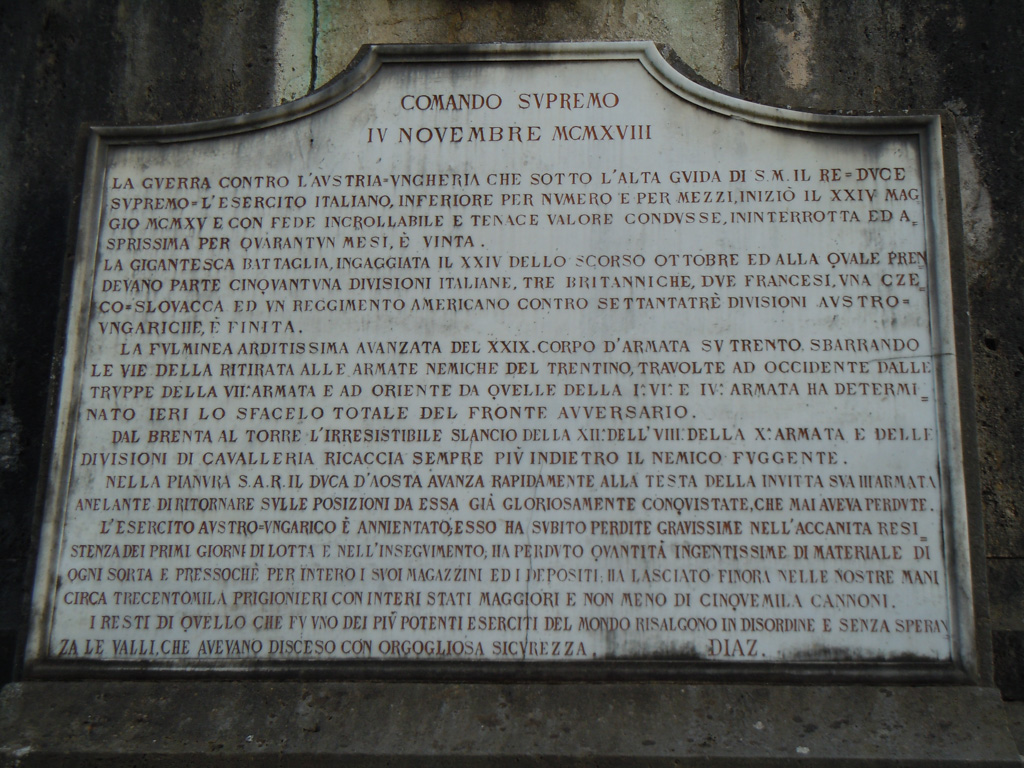 COMANDO SVPREMO
IV NOVEMBRE MCMXVIII
LA GVERRA CONTRO L'AVSTRIA=VNGHERIA CHE SOTTO L'ALTA GVIDA DI S.M. IL RE=DVCE
SVPREMO=L'ESERCITO ITALIANO, INFERIORE PER NVMERO E PER MEZZI, INIZIÒ IL XXIV MAG
GIO MCMXV E CON FEDE INCROLLABILE E TENACE VALORE CONDVSSE, ININTERROTTA ED A=
SPRISSIMA PER QVARANTVN MESI, È VINTA.
LA GIGANTESCA BATTAGLIA, INGAGGIATA IL XXIV DELLO SCORSO OTTOBRE ED ALLA QVALE PREN
DEVANO PARTE CINQVANTVNA DIVISIONI ITALIANE, TRE BRITANNICHE, DVE FRANCESI, VNA CZE=
CO=SLOVACCA ED VN REGGIMENTO AMERICANO CONTRO SETTANTATRÈ DIVISIONI AVSTRO=
VNGARICHE, È FINITA.
LA FVLMINEA ARDITISSIMA AVANZATA DEL XXIX. CORPO D'ARMATA SV TRENTO. SBARRANDO
LE VIE DELLA RITIRATA ALLE ARMATE NEMICHE DEL TRENTINO, TRAVOLTE AD OCCIDENTE DALLE
TRVPPE DELLA VII: ARMATA E AD ORIENTE DA QVELLE DELLA I: VI: E IV: ARMATA HA DETERMI=
NATO IERI LO SFACELO TOTALE DEL FRONTE AVVERSARIO.
DAL BRENTA AL TORRE L'IRRESISTIBILE SLANCIO DELLA XII: DELL'VIII: DELLA X: ARMATA E DELLE
DIVISIONI DI CAVALLERIA RICACCIA SEMPRE PIÙ INDIETRO IL NEMICO FVGGENTE.
NELLA PIANVRA S.A.R. IL DVCA D'AOSTA AVANZA RAPIDAMENTE ALLA TESTA DELLA INVITTA SVA III ARMATA
ANELANTE DI RITORNARE SVLLE POSIZIONI DA ESSA GIÀ GLORIOSAMENTE CONQVISTATE, CHE MAI AVEVA PERDVTE.
L'ESERCITO AVSTRO=VNGARICO È ANNIENTATO; ESSO HA SVBITO PERDITE GRAVISSIME NELL'ACCANITA RESI=
STENZA DEI PRIMI GIORNI DI LOTTA E NELL'INSEGVIMENTO; HA PERDVTO QVANTITÁ INGENTISSIME DI MATERIALE DI
OGNI SORTA E PRESSOCHÈ PER INTERO I SVOI MAGAZZINI ED I DEPOSITI: HA LASCIATO FINORA NELLE NOSTRE MANI
CIRCA TRECENTOMILA PRIGIONIERI CON INTERI STATI MAGGIORI E NON MENO DI CINQVEMILA CANNONI.
I RESTI DI QVELLO CHE FV VNO DEI PIÙ POTENTI ESERCITI DEL MONDO RISALGONO IN DISORDINE E SENZA SPERAN
ZA LE VALLI, CHE AVEVANO DISCESO CON ORGOGLIOSA SICVREZZA. DIAZ.